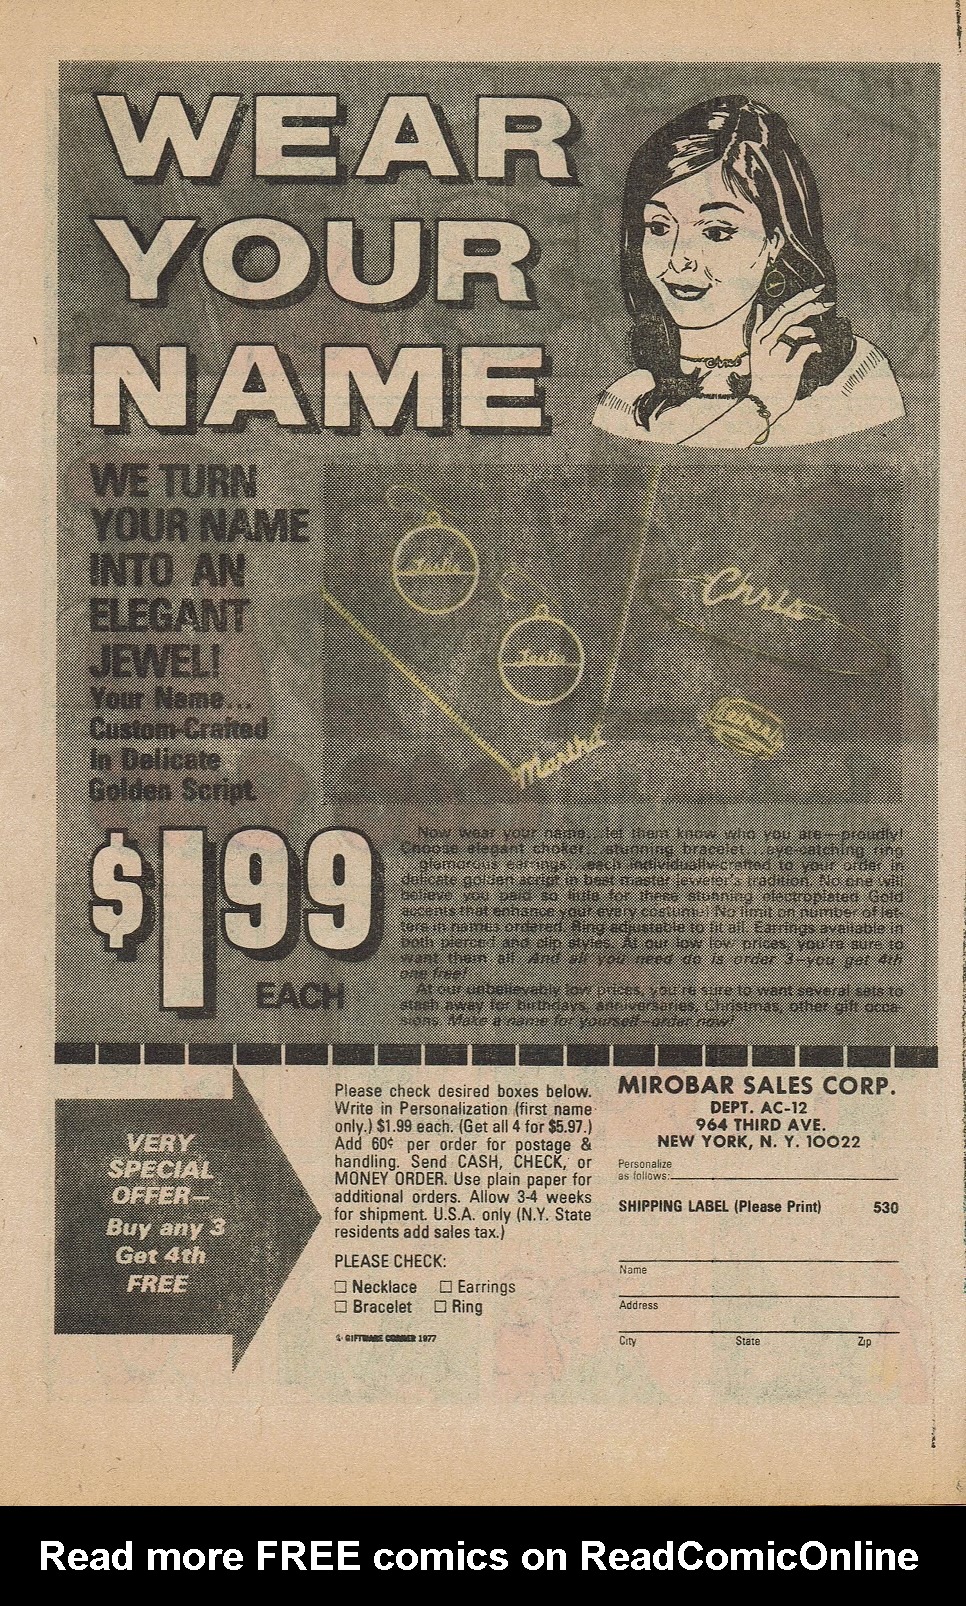 WEAR
YOUR
NAME
WE TURN
YOUR NAME
INTO AN
ELEGANT
JEWEL!
Your Name...
Custom-Crafted
in Delicate
Golden Script.
$1.99
EACH
Leslie
Leslie
Chris
Martha
Now wear your name...let them know who you are—proudly!
Choose elegant choker...stunning bracelet...eye-catching ring
glamorous earrings...each individually-crafted to your order in
delicate golden script in best master jeweler's tradition. No one will
believe you paid so little for these stunning electroplated Gold
accents that enhance your every costume! No limit on number of let-
ters in names ordered. Ring adjustable to fit all. Earrings available in
both pierced and clip styles. At our low low prices, you're sure to
want them all. And all you need do is order 3—you get 4th
one free!
At our unbelievably low prices, you're sure to want several sets to
stash away for birthdays, anniversaries, Christmas, other gift occa-
sions. Make a name for yourself—order now!
VERY
SPECIAL
OFFER—
Buy any 3
Get 4th
FREE
Please check desired boxes below.
Write in Personalization (first name
only.) $1.99 each. (Get all 4 for $5.97.)
Add 60¢ per order for postage &
handling. Send CASH, CHECK, or
MONEY ORDER. Use plain paper for
additional orders. Allow 3-4 weeks
for shipment. U.S.A. only (N.Y. State
residents add sales tax.)
PLEASE CHECK:
☐ Necklace ☐ Earrings
☐ Bracelet ☐ Ring
© GIFTWARE CORNER 1977
MIROBAR SALES CORP.
DEPT. AC-12
964 THIRD AVE.
NEW YORK, N. Y. 10022
Personalize
as follows:
SHIPPING LABEL (Please Print) 530
Name
Address
City State Zip
Read more FREE comics on ReadComicOnline